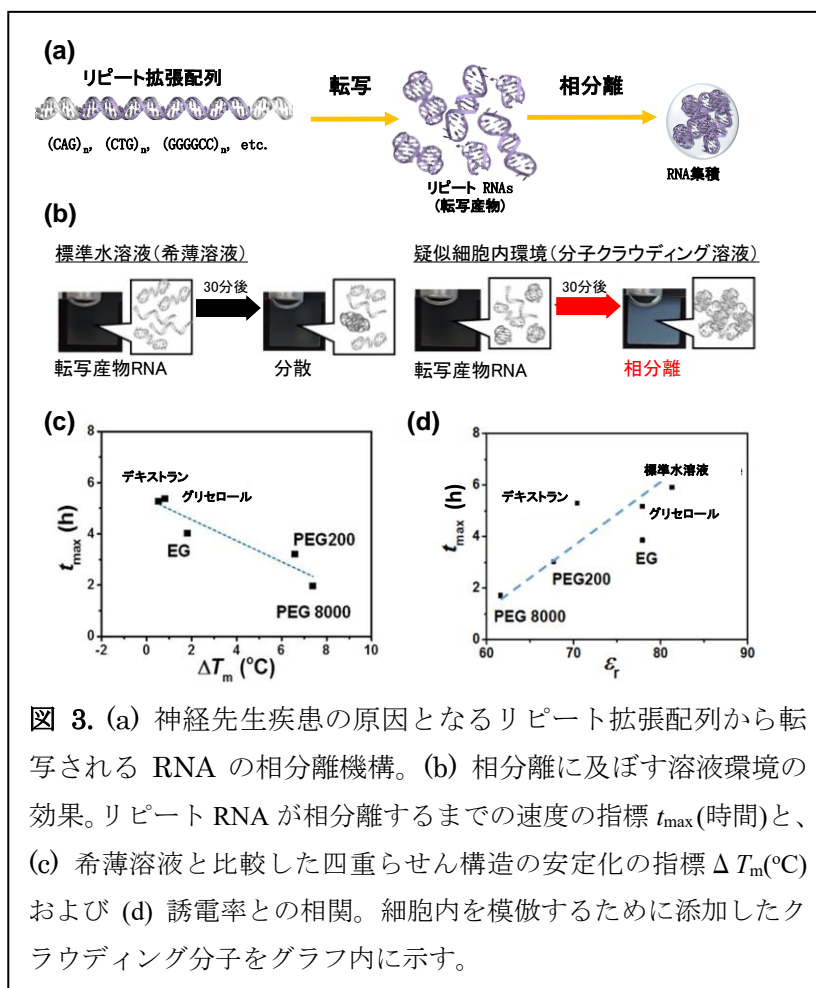 (a)
リピート拡張配列
(CAG)n, (CTG)n, (GGGGCC)n, etc.
転写
リピート RNAs
(転写産物)
相分離
RNA集積
(b)
標準水溶液(希薄溶液)
疑似細胞内環境(分子クラウディング溶液)
30分後
30分後
転写産物RNA
分散
転写産物RNA
相分離
(c)
8
6
4
2
0
tmax (h)
デキストラン
グリセロール
EG
PEG200
PEG 8000
-2
0
2
4
6
8
10
ΔTm (°C)
(d)
8
6
4
2
0
tmax (h)
標準水溶液
デキストラン
グリセロール
EG
PEG200
PEG 8000
60
70
80
90
εr
図 3. (a) 神経先生疾患の原因となるリピート拡張配列から転
写される RNA の相分離機構。(b) 相分離に及ぼす溶液環境の
効果。リピート RNA が相分離するまでの速度の指標 tmax(時間)と、
(c) 希薄溶液と比較した四重らせん構造の安定化の指標 Δ Tm(°C)
および (d) 誘電率との相関。細胞内を模倣するために添加したク
ラウディング分子をグラフ内に示す。